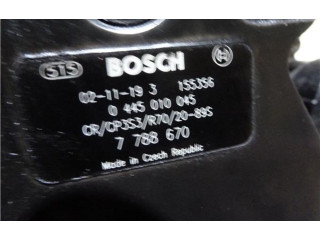 SIS BOSCH
02-11-19 3 155356
0 445 010 045
CR/CP3S3/R70/20-89S
7 788 670
Made in Czech Republic